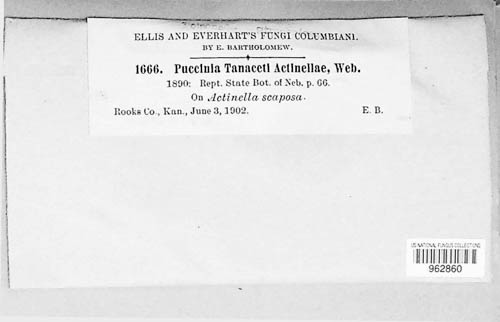 ELLIS AND EVERHART'S FUNGI COLUMBIANI.
BY E. BARTHOLOMEW.
1666. Puccinia Tanaceti Actinellae, Web.
1890: Rept. State Bot. of Neb. p. 66.
On Actinella scaposa.
Rooks Co., Kan., June 3, 1902. E. B.
US NATIONAL FUNGUS COLLECTIONS
962860